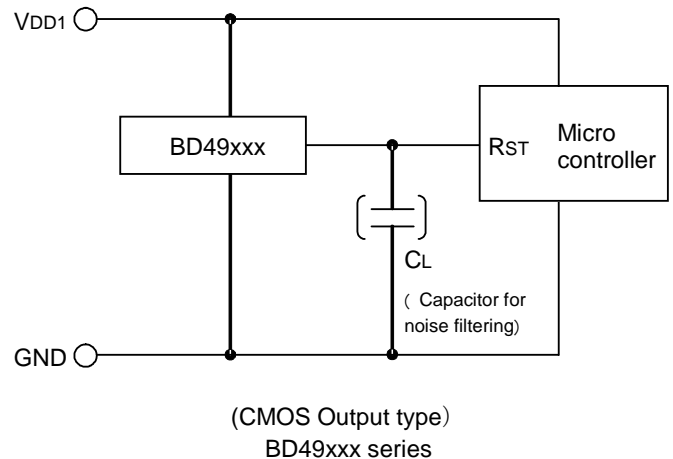 VDD1
BD49xxx
RST
Micro
controller
CL
( Capacitor for
noise filtering)
GND
(CMOS Output type）
BD49xxx series